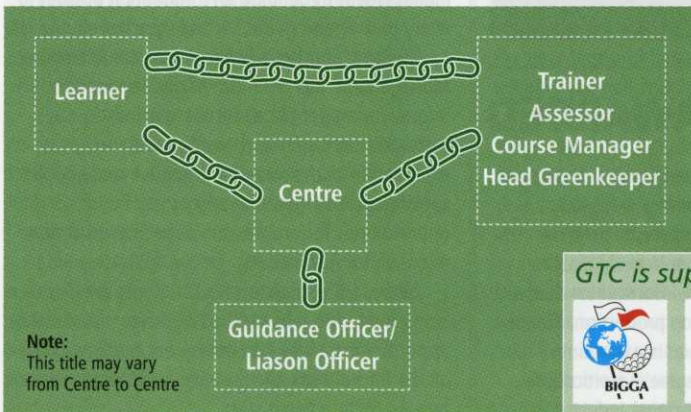 Learner
Trainer
Assessor
Course Manager
Head Greenkeeper
Centre
Guidance Officer/
Liason Officer
Note:
This title may vary
from Centre to Centre
GTC is sup
BIGGA